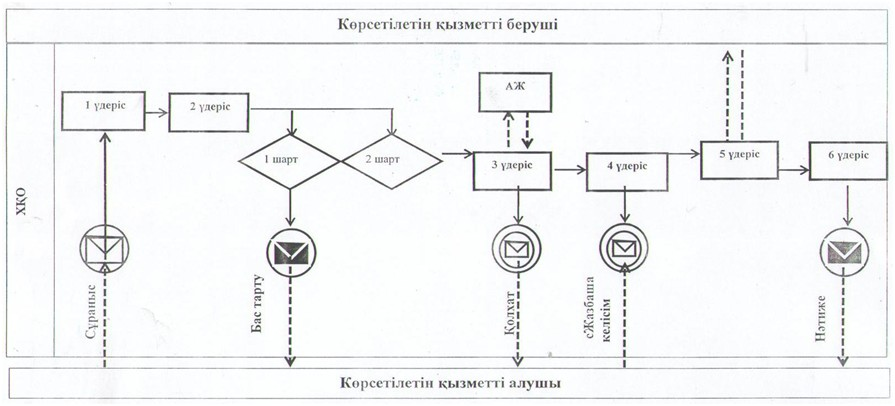 Көрсетілетін қызметті беруші
ХҚО
1 үдеріс
2 үдеріс
АЖ
1 шарт
2 шарт
3 үдеріс
4 үдеріс
5 үдеріс
6 үдеріс
Сұраныс
Бас тарту
Қолхат
сЖазбаша
келісім
Нәтиже
Көрсетілетін қызметті алушы